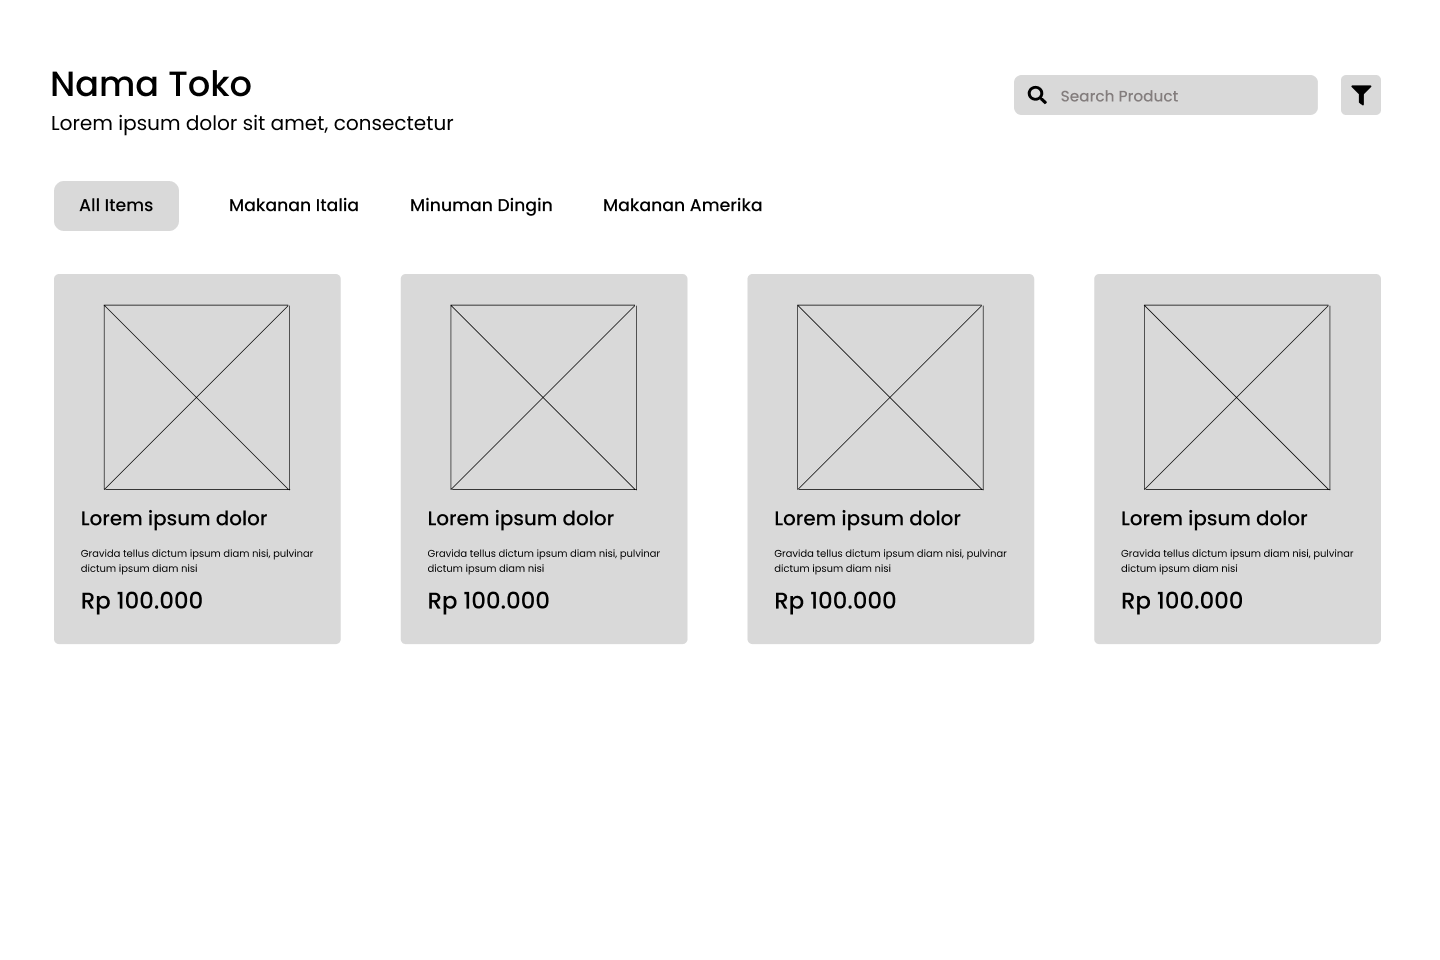 Nama Toko
Lorem ipsum dolor sit amet, consectetur
Search Product
All Items
Makanan Italia
Minuman Dingin
Makanan Amerika
Lorem ipsum dolor
Gravida tellus dictum ipsum diam nisi, pulvinar
dictum ipsum diam nisi
Rp 100.000
Lorem ipsum dolor
Gravida tellus dictum ipsum diam nisi, pulvinar
dictum ipsum diam nisi
Rp 100.000
Lorem ipsum dolor
Gravida tellus dictum ipsum diam nisi, pulvinar
dictum ipsum diam nisi
Rp 100.000
Lorem ipsum dolor
Gravida tellus dictum ipsum diam nisi, pulvinar
dictum ipsum diam nisi
Rp 100.000